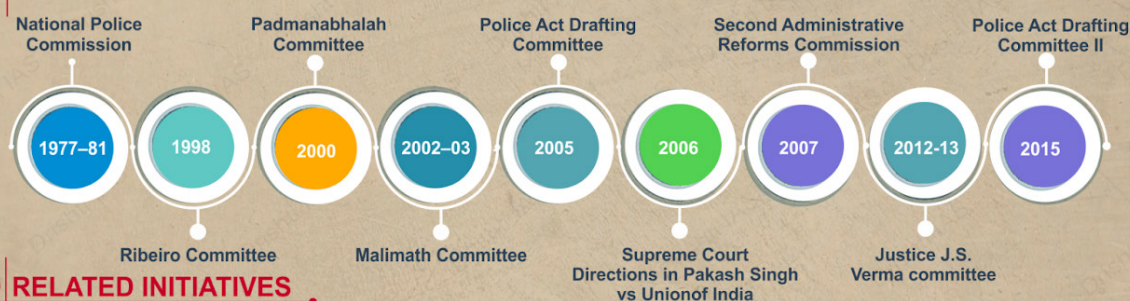 National Police
Commission
Padmanabhalah
Committee
Police Act Drafting
Committee
Second Administrative
Reforms Commission
Police Act Drafting
Committee II
1977–81
1998
2000
2002–03
2005
2006
2007
2012-13
2015
Ribeiro Committee
Malimath Committee
Supreme Court
Directions in Pakash Singh
vs Unionof India
Justice J.S.
Verma committee
RELATED INITIATIVES